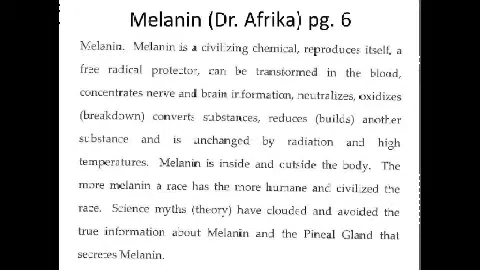 Melanin (Dr. Afrika) pg. 6
Melanin. Melanin is a civilizing chemical, reproduces itself, a
free radical protector, can be transformed in the blood,
concentrates nerve and brain information, neutralizes, oxidizes
(breakdown) converts substances, reduces (builds) another
substance and is unchanged by radiation and high
temperatures. Melanin is inside and outside the body. The
more melanin a race has the more humane and civilized the
race. Science myths (theory) have clouded and avoided the
true information about Melanin and the Pineal Gland that
secretes Melanin.